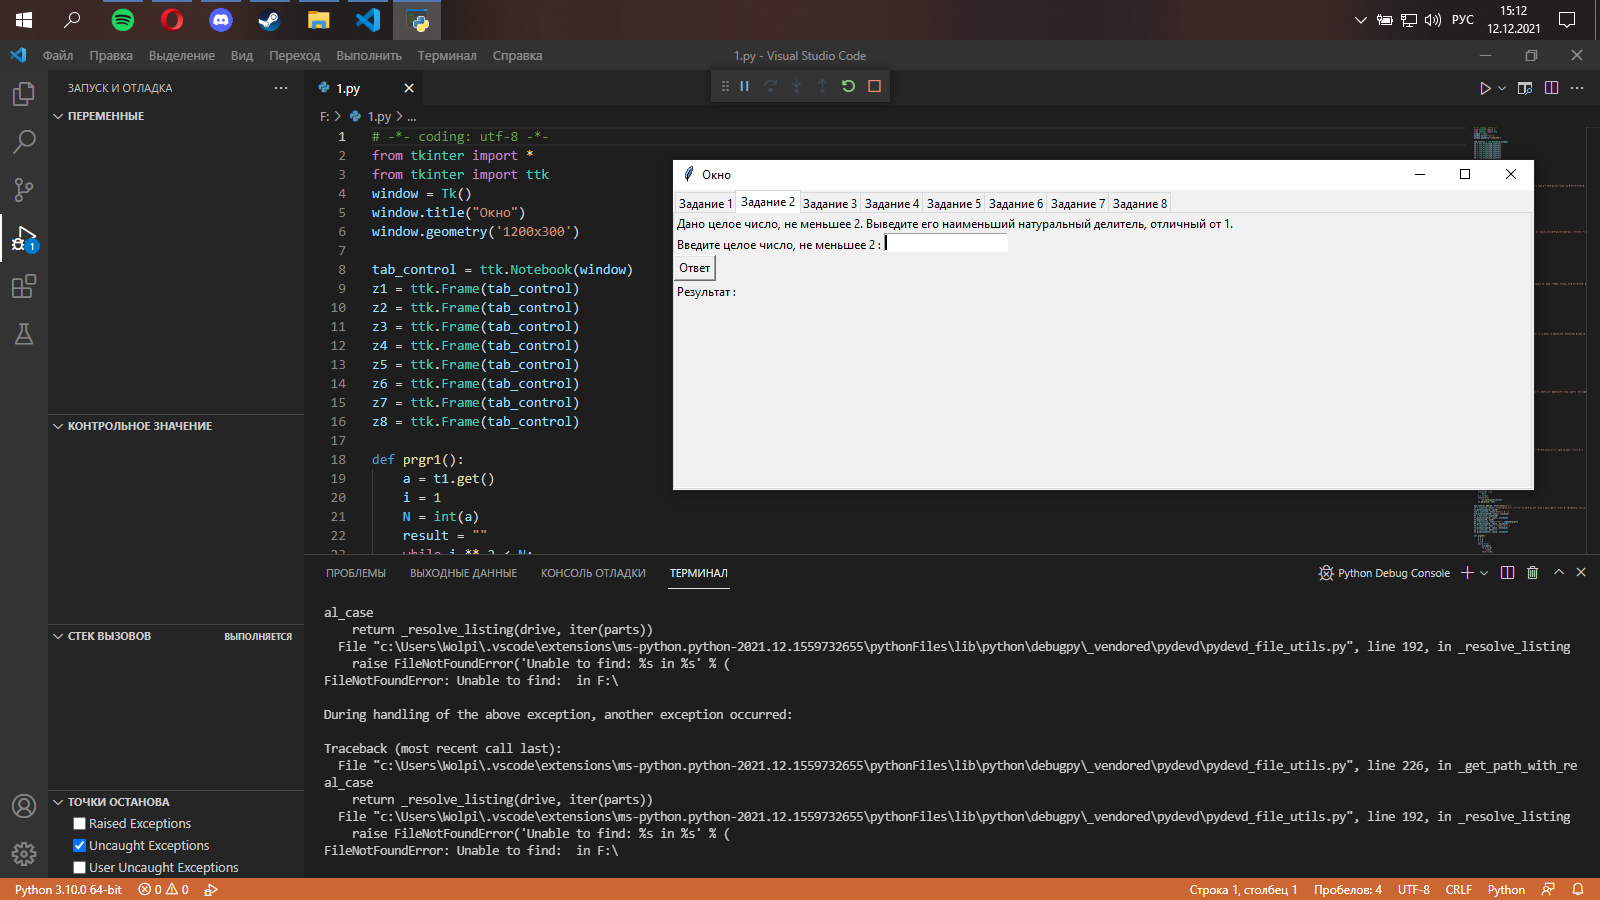 РУС
15:12
12.12.2021
Файл Правка Выделение Вид Переход Выполнить Терминал Справка
1.py - Visual Studio Code
ЗАПУСК И ОТЛАДКА
ПЕРЕМЕННЫЕ
КОНТРОЛЬНОЕ ЗНАЧЕНИЕ
СТЕК ВЫЗОВОВ ВЫПОЛНЯЕТСЯ
ТОЧКИ ОСТАНОВА
Raised Exceptions
Uncaught Exceptions
User Uncaught Exceptions
1
1.py
F: > 1.py > ...
1 # -*- coding: utf-8 -*-
2 from tkinter import *
3 from tkinter import ttk
4 window = Tk()
5 window.title("Окно")
6 window.geometry('1200x300')
7
8 tab_control = ttk.Notebook(window)
9 z1 = ttk.Frame(tab_control)
10 z2 = ttk.Frame(tab_control)
11 z3 = ttk.Frame(tab_control)
12 z4 = ttk.Frame(tab_control)
13 z5 = ttk.Frame(tab_control)
14 z6 = ttk.Frame(tab_control)
15 z7 = ttk.Frame(tab_control)
16 z8 = ttk.Frame(tab_control)
17
18 def prgr1():
19 a = t1.get()
20 i = 1
21 N = int(a)
22 result = ""
23 while i ** 2 < N:
Окно
Задание 1 Задание 2 Задание 3 Задание 4 Задание 5 Задание 6 Задание 7 Задание 8
Дано целое число, не меньшее 2. Выведите его наименьший натуральный делитель, отличный от 1.
Введите целое число, не меньшее 2 :
Ответ
Результат :
ПРОБЛЕМЫ ВЫХОДНЫЕ ДАННЫЕ КОНСОЛЬ ОТЛАДКИ ТЕРМИНАЛ
Python Debug Console
al_case
return _resolve_listing(drive, iter(parts))
File "c:\Users\Wolpi\.vscode\extensions\ms-python.python-2021.12.1559732655\pythonFiles\lib\python\debugpy\_vendored\pydevd\pydevd_file_utils.py", line 192, in _resolve_listing
raise FileNotFoundError('Unable to find: %s in %s' % (
FileNotFoundError: Unable to find:  in F:\
During handling of the above exception, another exception occurred:
Traceback (most recent call last):
File "c:\Users\Wolpi\.vscode\extensions\ms-python.python-2021.12.1559732655\pythonFiles\lib\python\debugpy\_vendored\pydevd\pydevd_file_utils.py", line 226, in _get_path_with_re
al_case
return _resolve_listing(drive, iter(parts))
File "c:\Users\Wolpi\.vscode\extensions\ms-python.python-2021.12.1559732655\pythonFiles\lib\python\debugpy\_vendored\pydevd\pydevd_file_utils.py", line 192, in _resolve_listing
raise FileNotFoundError('Unable to find: %s in %s' % (
FileNotFoundError: Unable to find:  in F:\
Python 3.10.0 64-bit 0 0
Строка 1, столбец 1 Пробелов: 4 UTF-8 CRLF Python